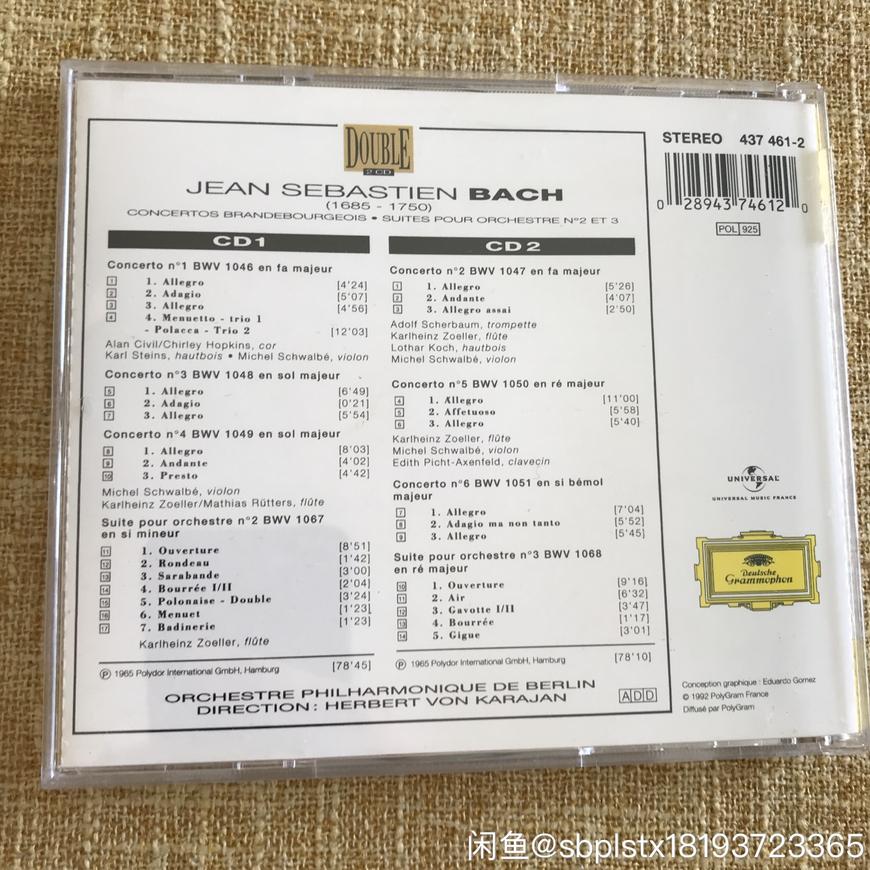 DOUBLE
2 CD
STEREO 437 461-2
0 28943 74612 0
POL 925
JEAN SEBASTIEN BACH
(1685 - 1750)
CONCERTOS BRANDEBOURGEOIS • SUITES POUR ORCHESTRE N°2 ET 3
CD 1
Concerto n°1 BWV 1046 en fa majeur
1 1. Allegro [4'24]
2 2. Adagio [5'07]
3 3. Allegro [4'56]
4 4. Menuetto - trio 1
- Polacca - Trio 2 [12'03]
Alan Civil/Chirley Hopkins, cor
Karl Steins, hautbois • Michel Schwalbé, violon
Concerto n°3 BWV 1048 en sol majeur
5 1. Allegro [6'49]
6 2. Adagio [0'21]
7 3. Allegro [5'54]
Concerto n°4 BWV 1049 en sol majeur
8 1. Allegro [8'03]
9 2. Andante [4'02]
10 3. Presto [4'42]
Michel Schwalbé, violon
Karlheinz Zoeller/Mathias Rütters, flûte
Suite pour orchestre n°2 BWV 1067
en si mineur
11 1. Ouverture [8'51]
12 2. Rondeau [1'42]
13 3. Sarabande [3'00]
14 4. Bourrée I/II [2'04]
15 5. Polonaise - Double [3'24]
16 6. Menuet [1'23]
17 7. Badinerie [1'23]
Karlheinz Zoeller, flûte
℗ 1965 Polydor International GmbH, Hamburg [78'45]
CD 2
Concerto n°2 BWV 1047 en fa majeur
1 1. Allegro [5'26]
2 2. Andante [4'07]
3 3. Allegro assai [2'50]
Adolf Scherbaum, trompette
Karlheinz Zoeller, flûte
Lothar Koch, hautbois
Michel Schwalbé, violon
Concerto n°5 BWV 1050 en ré majeur
4 1. Allegro [11'00]
5 2. Affetuoso [5'58]
6 3. Allegro [5'40]
Karlheinz Zoeller, flûte
Michel Schwalbé, violon
Edith Picht-Axenfeld, clavecin
Concerto n°6 BWV 1051 en si bémol
majeur
7 1. Allegro [7'04]
8 2. Adagio ma non tanto [5'52]
9 3. Allegro [5'45]
Suite pour orchestre n°3 BWV 1068
en ré majeur
10 1. Ouverture [9'16]
11 2. Air [6'32]
12 3. Gavotte I/II [3'47]
13 4. Bourrée [1'17]
14 5. Gigue [3'01]
℗ 1965 Polydor International GmbH, Hamburg [78'10]
ORCHESTRE PHILHARMONIQUE DE BERLIN
DIRECTION : HERBERT VON KARAJAN
ADD
UNIVERSAL
UNIVERSAL MUSIC FRANCE
Deutsche
Grammophon
Conception graphique : Eduardo Gomez
© 1992 PolyGram France
Diffusé par PolyGram
闲鱼@sbplstx18193723365